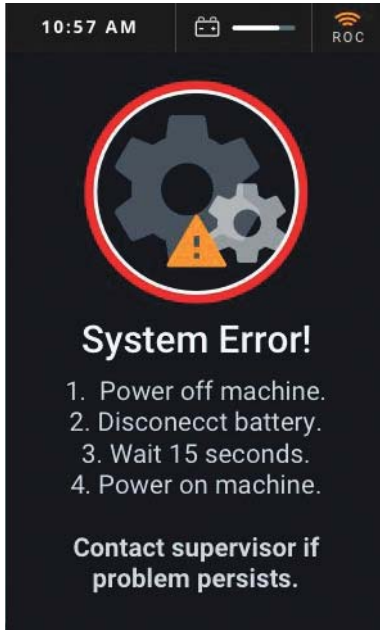 10:57 AM
ROC
System Error!
1. Power off machine.
2. Disconecct battery.
3. Wait 15 seconds.
4. Power on machine.
Contact supervisor if
problem persists.